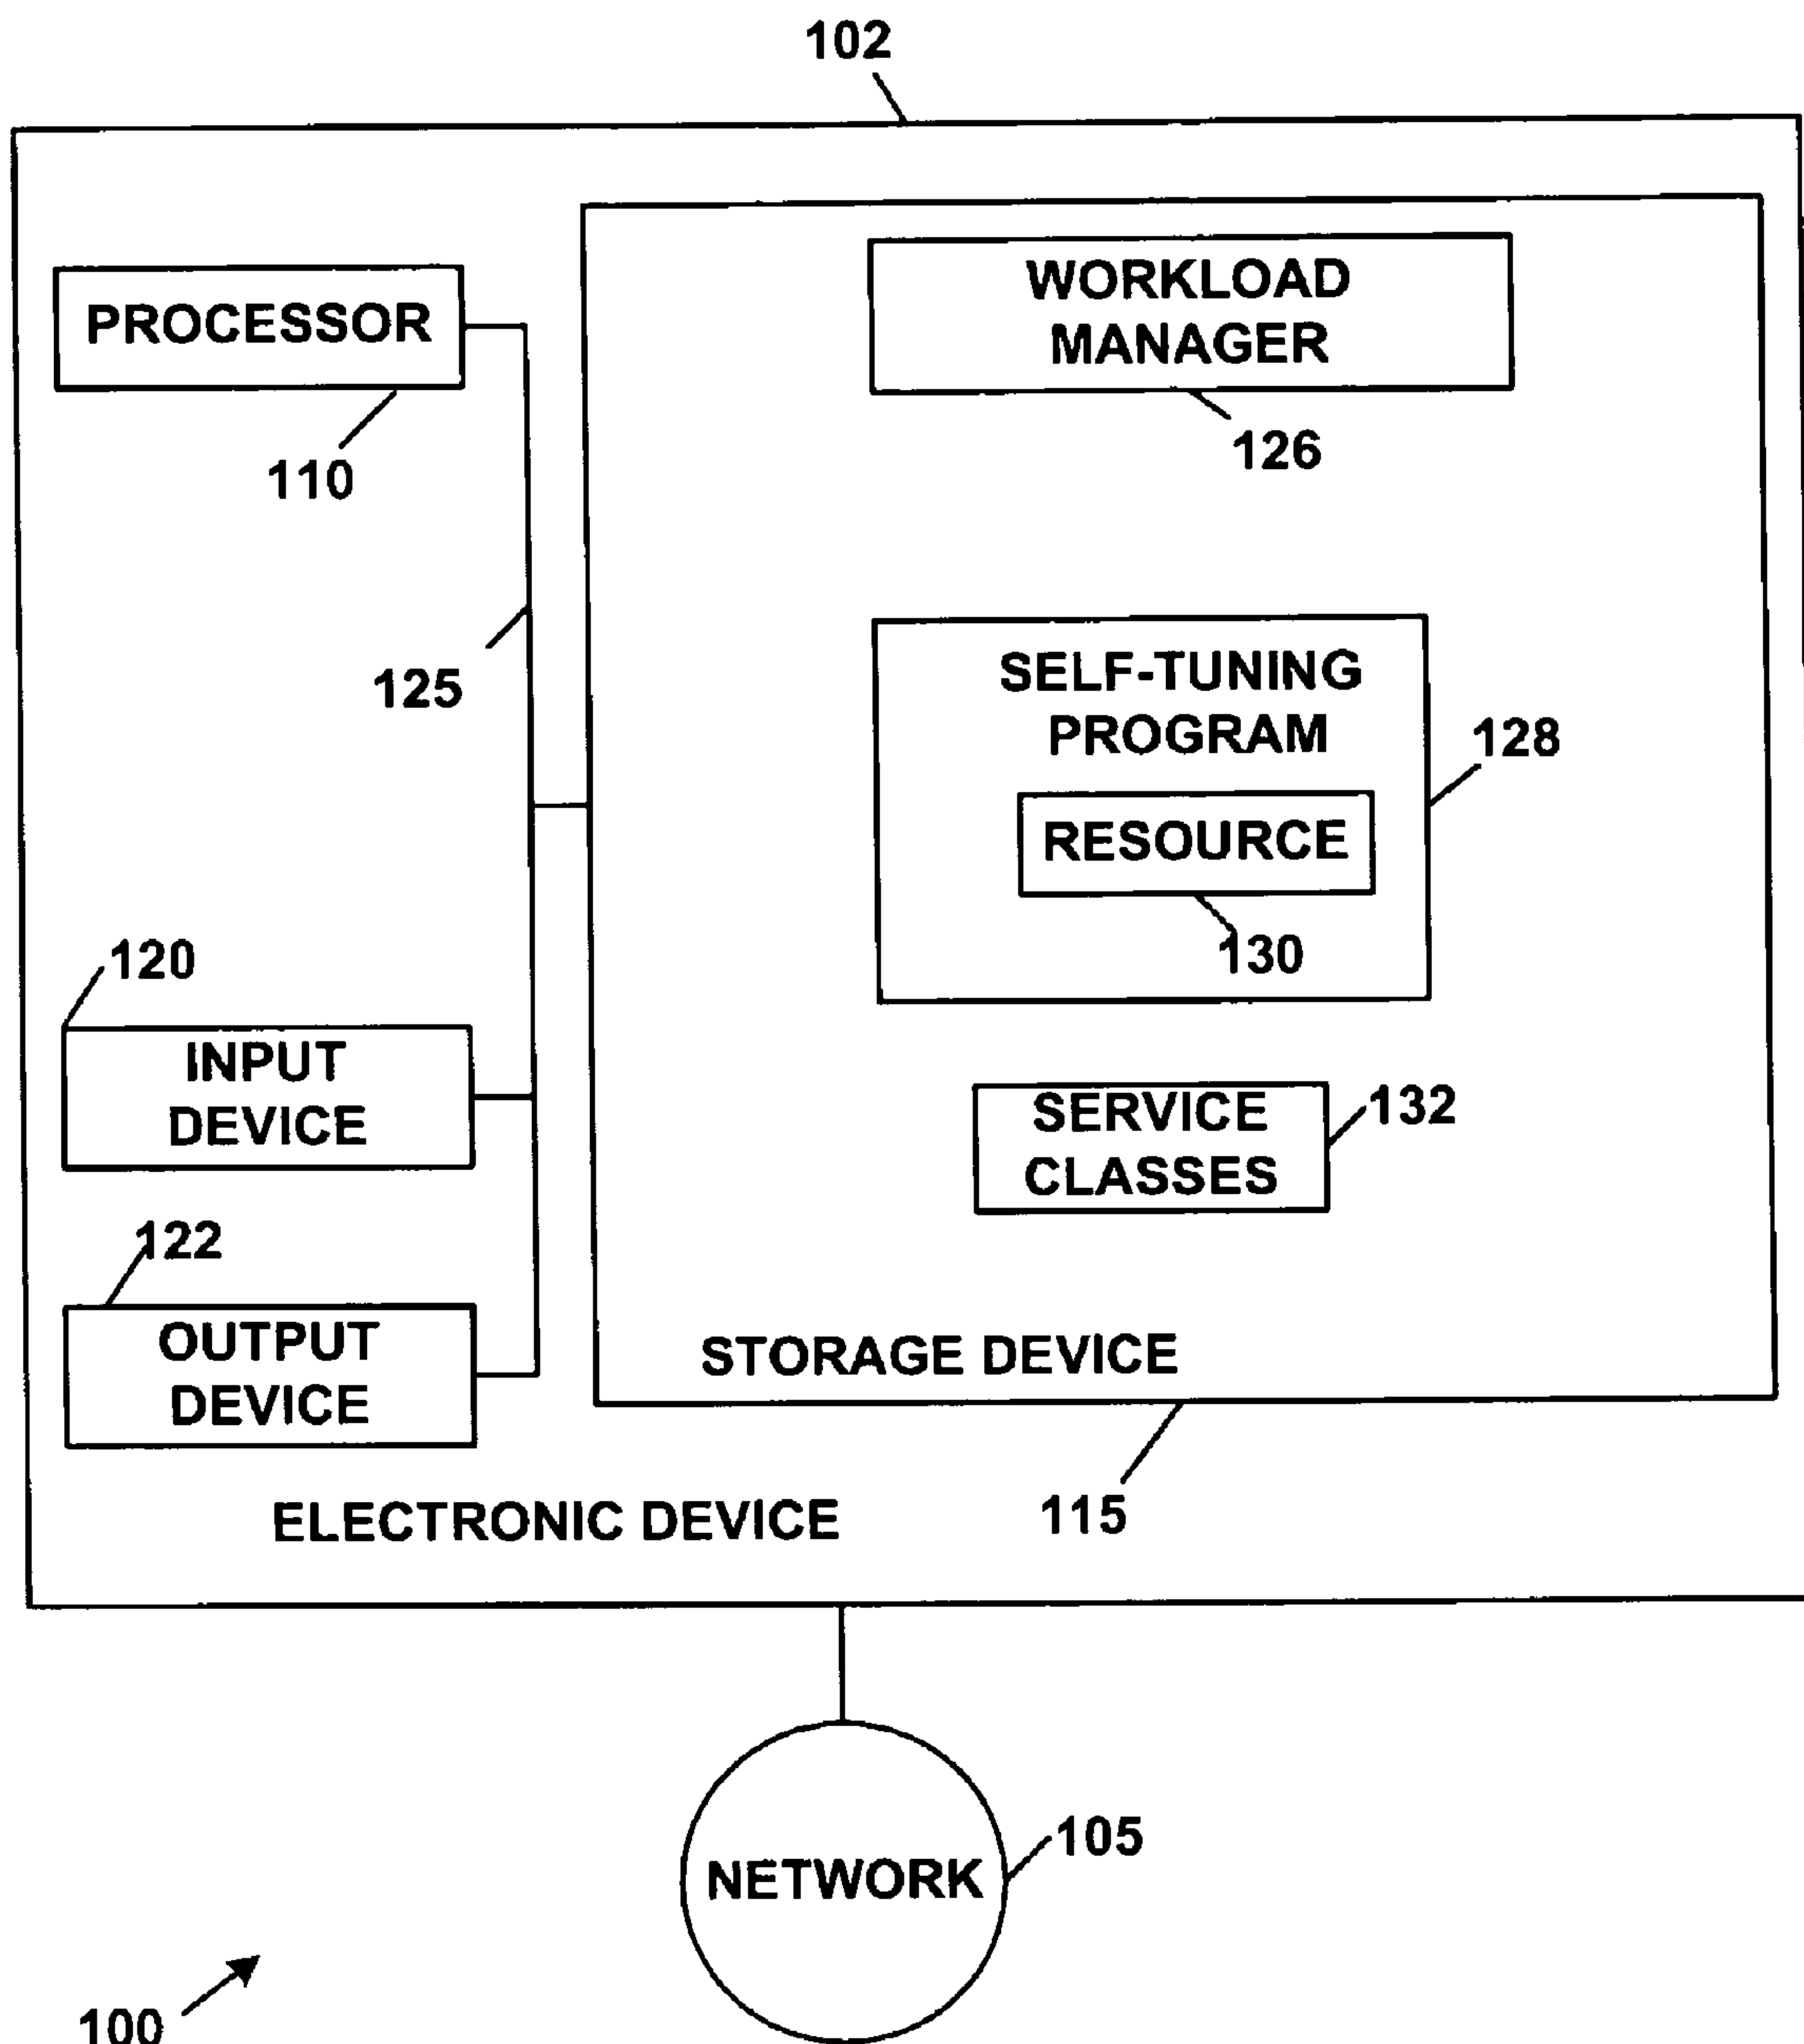 102
PROCESSOR
110
WORKLOAD
MANAGER
126
125
SELF-TUNING
PROGRAM
128
RESOURCE
130
120
INPUT
DEVICE
SERVICE
CLASSES
132
122
OUTPUT
DEVICE
STORAGE DEVICE
115
ELECTRONIC DEVICE
NETWORK
105
100